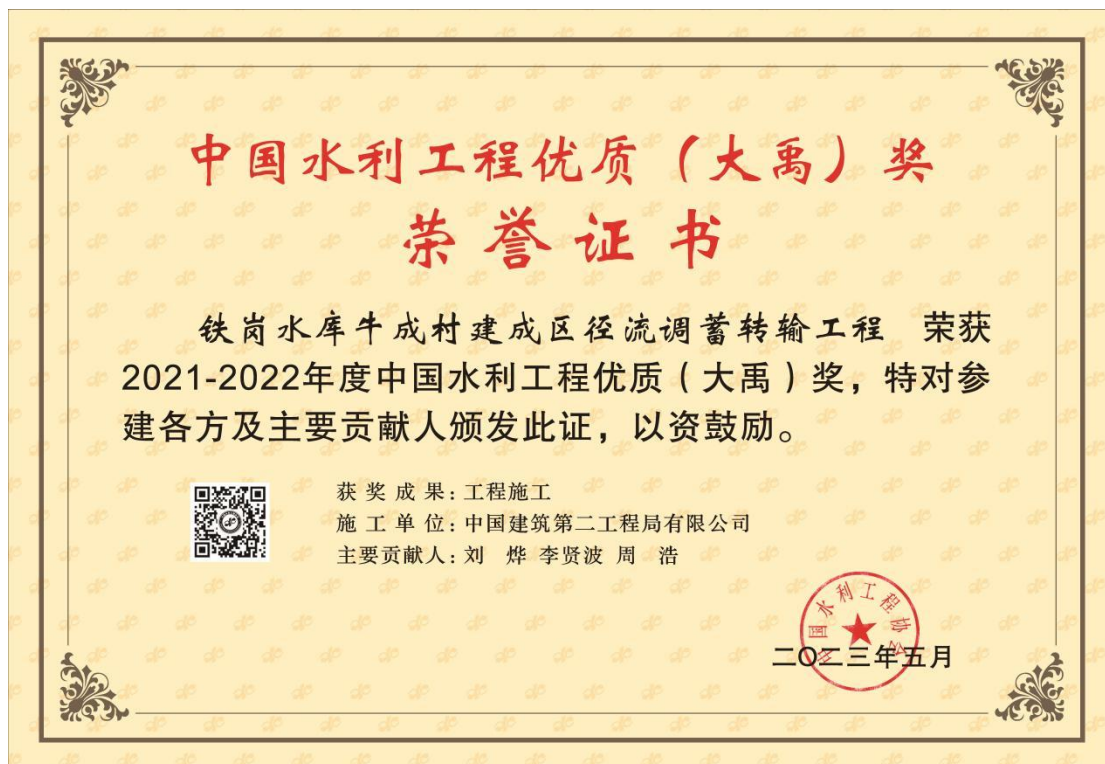 中国水利工程优质（大禹）奖
荣誉证书
铁岗水库牛成村建成区径流调蓄转输工程 荣获
2021-2022年度中国水利工程优质（大禹）奖，特对参
建各方及主要贡献人颁发此证，以资鼓励。
获奖成果：工程施工
施工单位：中国建筑第二工程局有限公司
主要贡献人：刘 烨 李贤波 周 浩
中国水利工程协会
二〇二三年五月